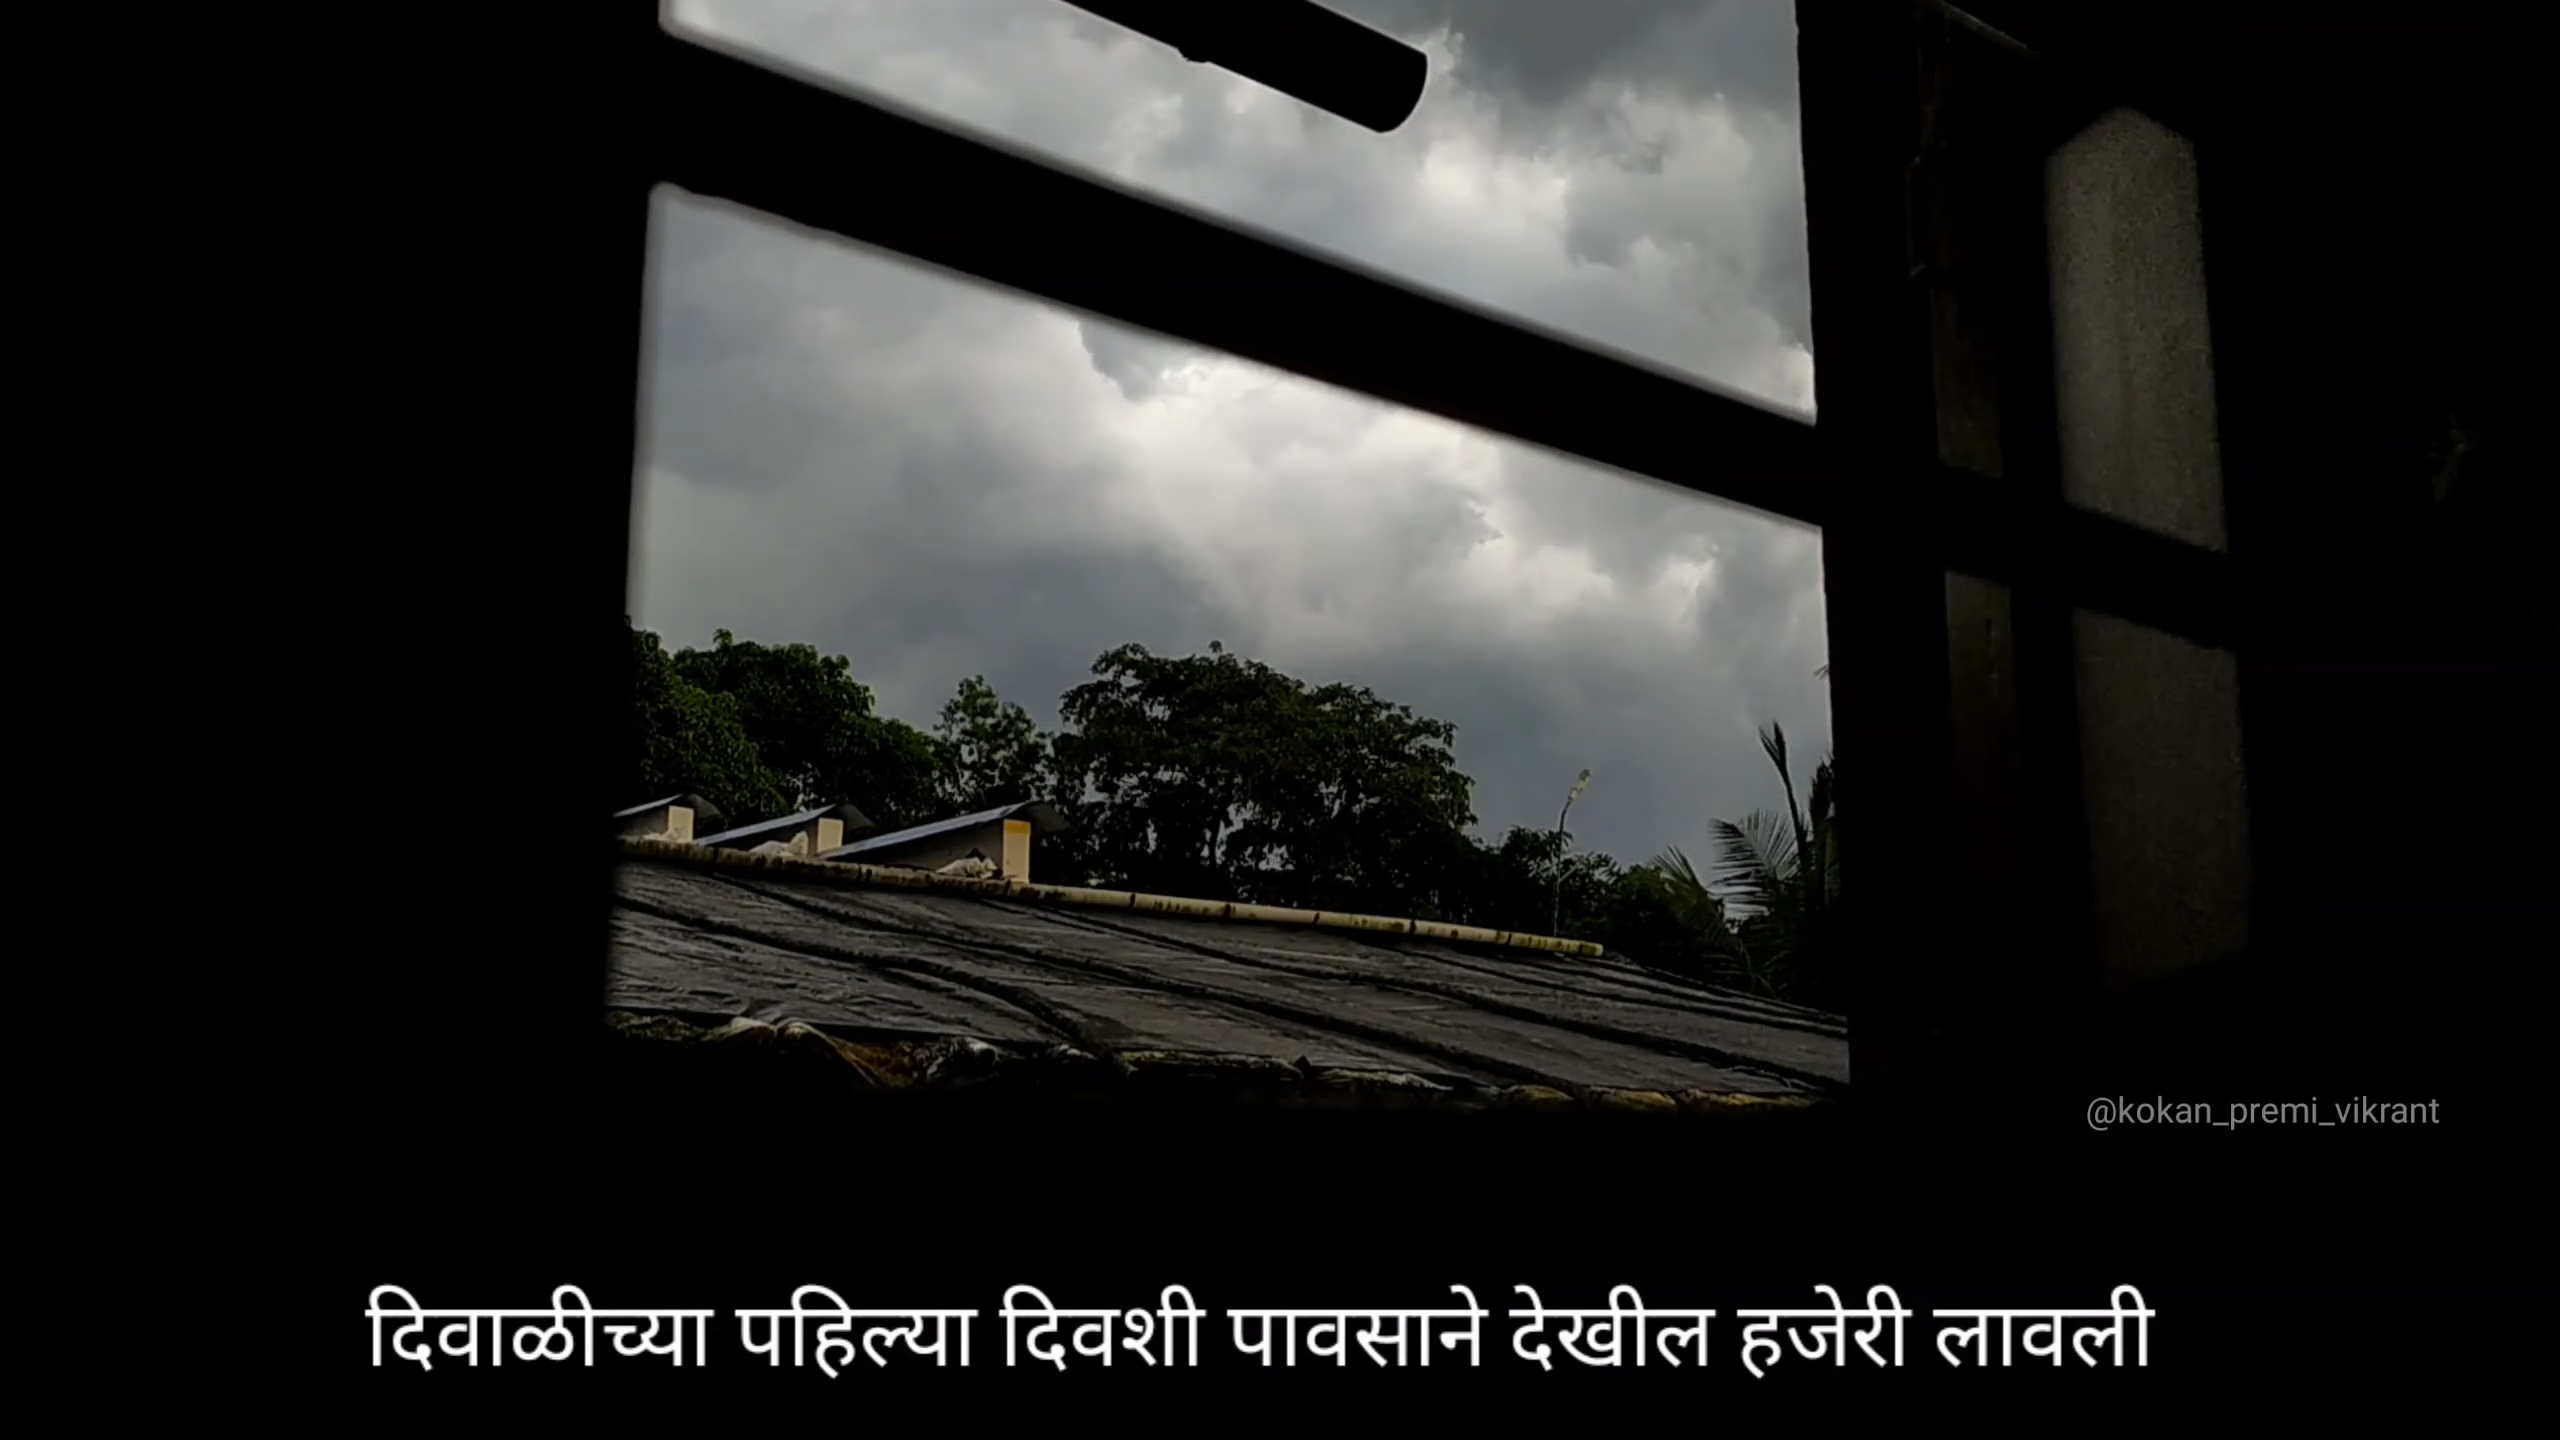 @kokan_premi_vikrant
दिवाळीच्या पहिल्या दिवशी पावसाने देखील हजेरी लावली